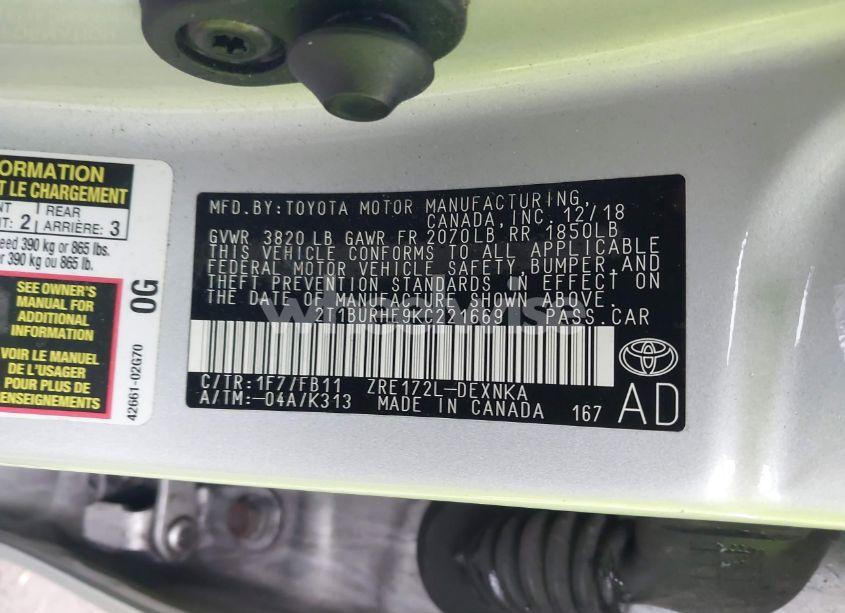 ORMATION
T LE CHARGEMENT
NT
REAR
NT: 2
ARRIÈRE: 3
eed 390 kg or 865 lbs.
r 390 kg ou 865 lb.
SEE OWNER'S
MANUAL FOR
ADDITIONAL
INFORMATION
VOIR LE MANUEL
DE L'USAGER
POUR PLUS DE
RENSEIGNEMENTS
0G
42661-02G70
MFD. BY: TOYOTA MOTOR MANUFACTURING,
CANADA, INC. 12/18
GVWR 3820 LB GAWR FR 2070LB RR 1850LB
THIS VEHICLE CONFORMS TO ALL APPLICABLE
FEDERAL MOTOR VEHICLE SAFETY, BUMPER, AND
THEFT PREVENTION STANDARDS IN EFFECT ON
THE DATE OF MANUFACTURE SHOWN ABOVE.
2T1BURHE9KC221669 PASS.CAR
C/TR: 1F7/FB11 ZRE172L-DEXNKA
A/TM:-04A/K313 MADE IN CANADA 167
AD